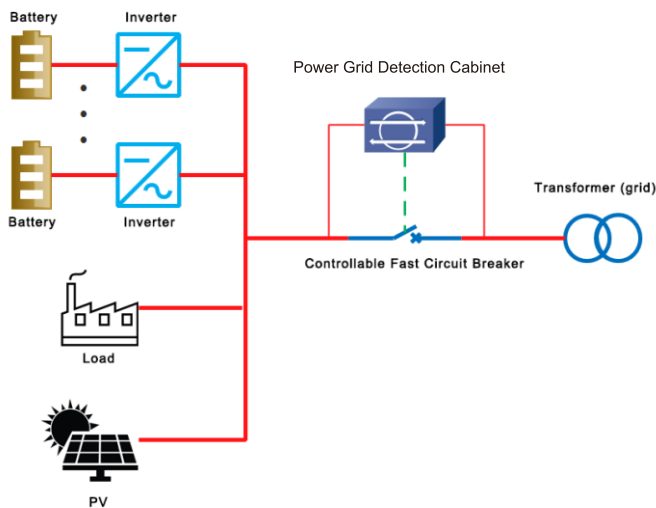 Battery
Inverter
Power Grid Detection Cabinet
Transformer (grid)
Battery
Inverter
Controllable Fast Circuit Breaker
Load
PV